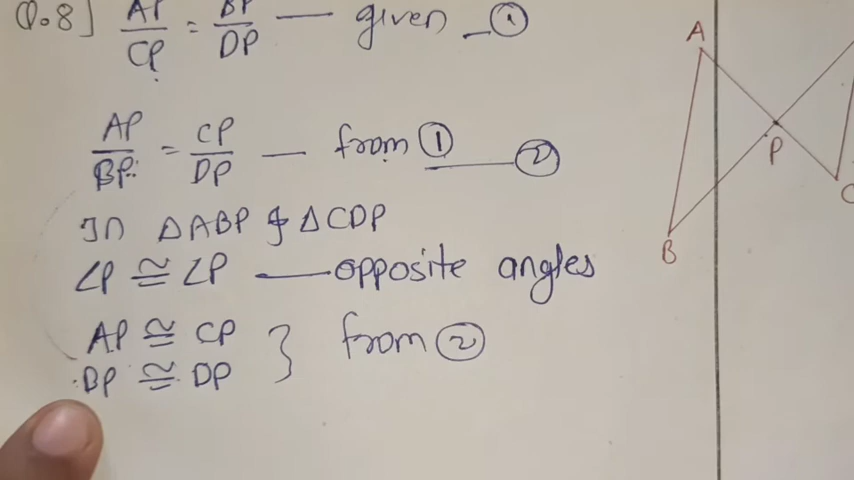 Q.8] AP/CP = BP/DP — given — ①
AP/BP = CP/DP — from ① — ②
In △ABP & △CDP
∠P ≅ ∠P — opposite angles
AP ≅ CP } from ②
BP ≅ DP
A
P
C
B